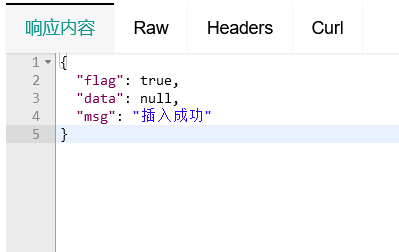 响应内容 Raw Headers Curl
1 {
2 "flag": true,
3 "data": null,
4 "msg": "插入成功"
5 }